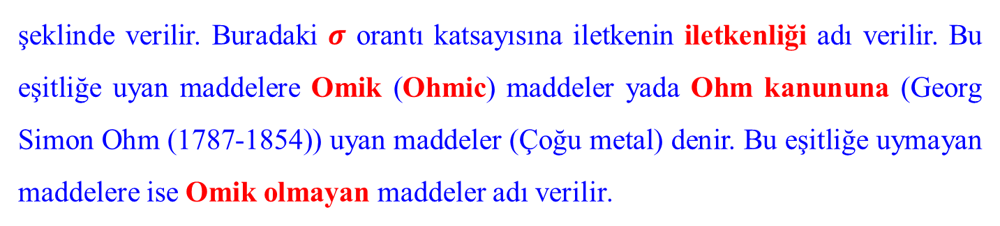 şeklinde verilir. Buradaki σ orantı katsayısına iletkenin iletkenliği adı verilir. Bu
eşitliğe uyan maddelere Omik (Ohmic) maddeler yada Ohm kanununa (Georg
Simon Ohm (1787-1854)) uyan maddeler (Çoğu metal) denir. Bu eşitliğe uymayan
maddelere ise Omik olmayan maddeler adı verilir.